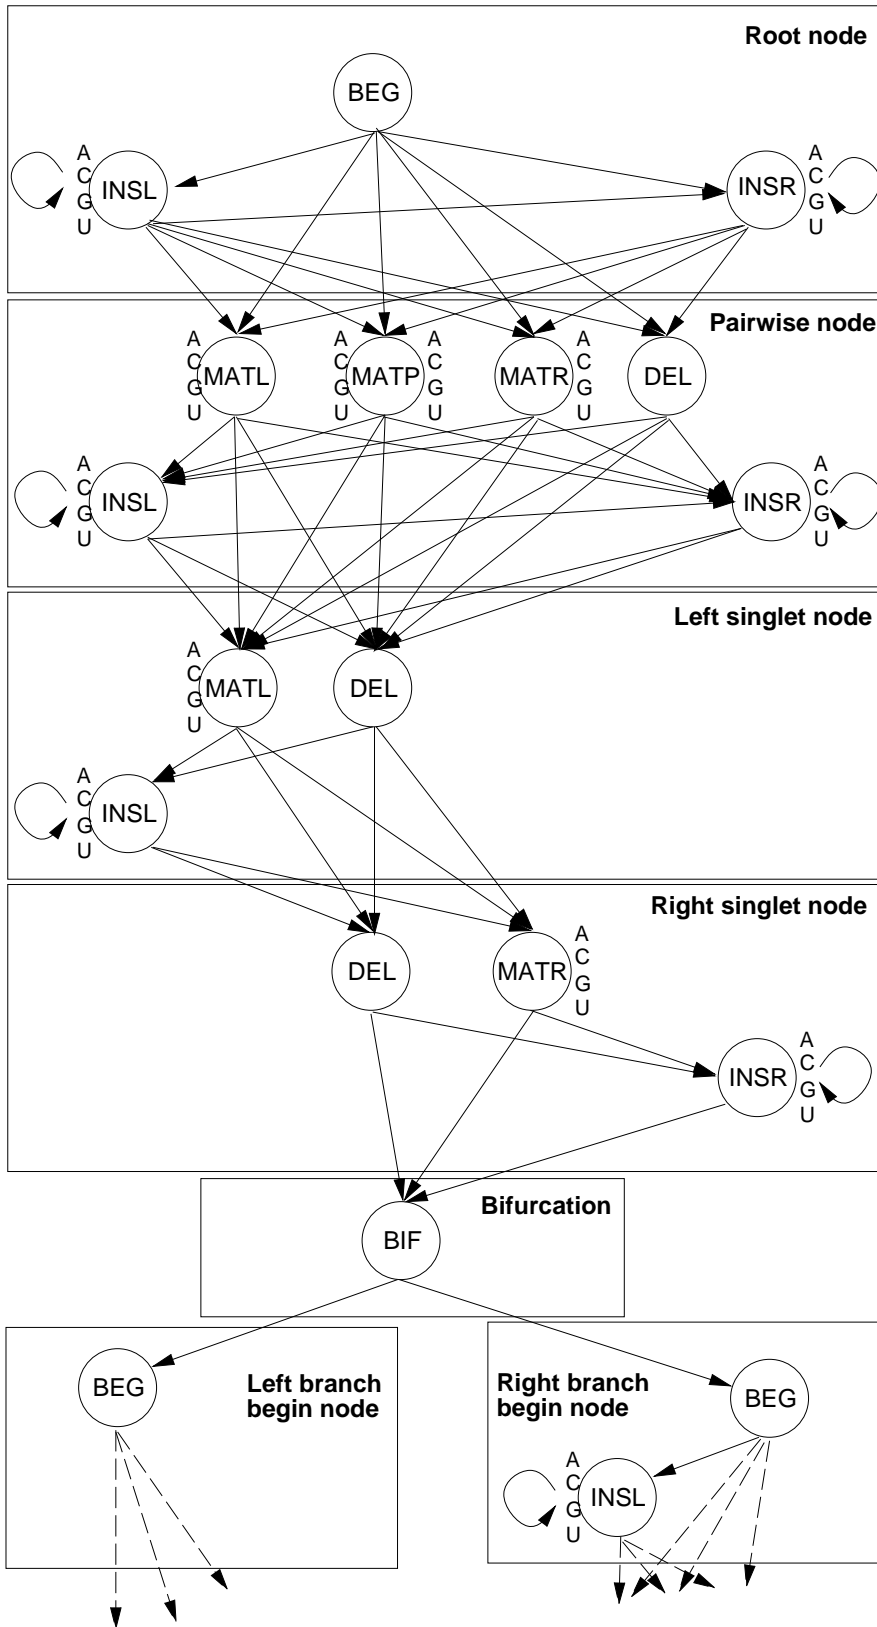 Root node
BEG
A
C
G
U
INSL
INSR
A
C
G
U
Pairwise node
A
C
G
U
MATL
A
C
G
U
MATP
A
C
G
U
MATR
A
C
G
U
DEL
A
C
G
U
INSL
INSR
A
C
G
U
Left singlet node
A
C
G
U
MATL
DEL
A
C
G
U
INSL
Right singlet node
DEL
MATR
A
C
G
U
INSR
A
C
G
U
Bifurcation
BIF
BEG
Left branch
begin node
Right branch
begin node
BEG
A
C
G
U
INSL